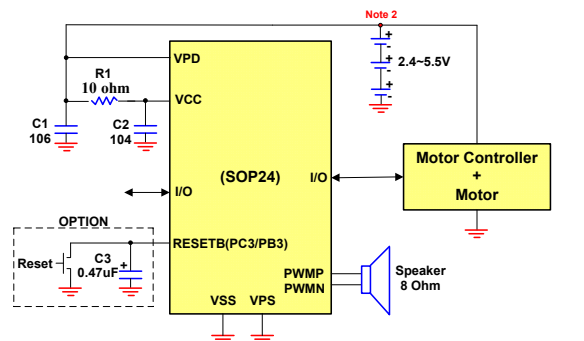 Note 2
VPD
2.4~5.5V
R1
10 ohm
VCC
C1
106
C2
104
(SOP24)
I/O
I/O
Motor Controller
+
Motor
OPTION
Reset
C3
0.47uF
+
RESETB(PC3/PB3)
PWMP
PWMN
Speaker
8 Ohm
VSS
VPS
+
-
+
-
+
-